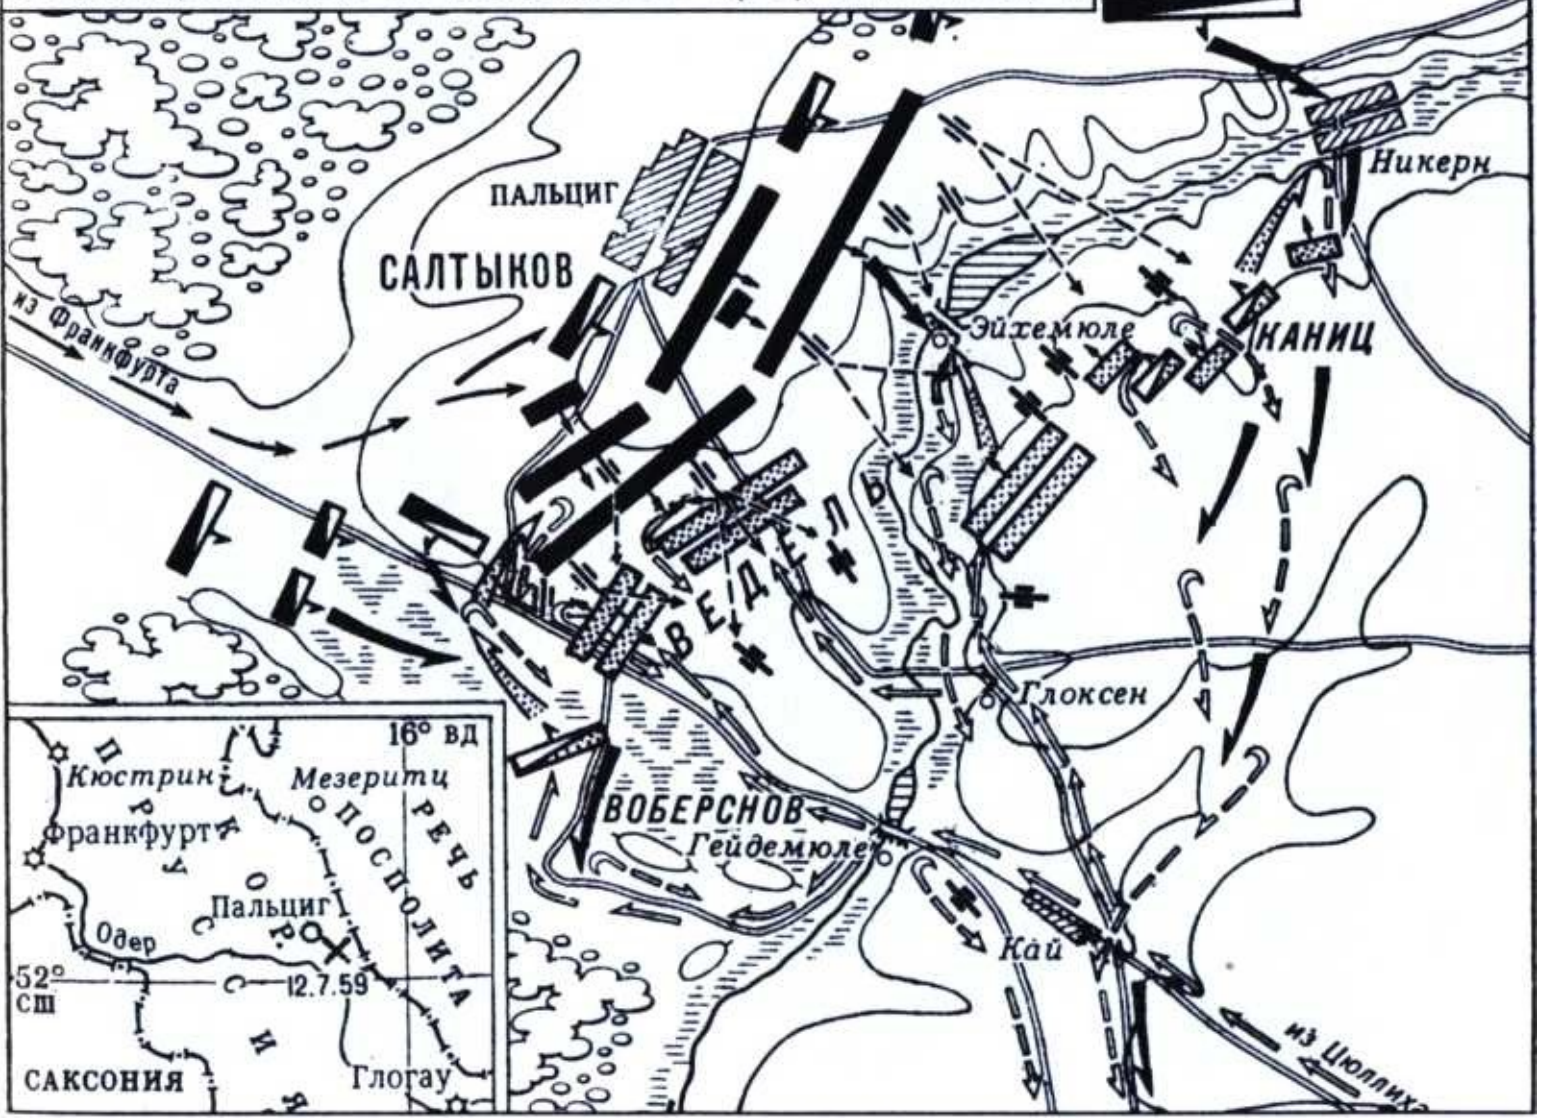 ПАЛЬЦИГ
Никерн
САЛТЫКОВ
из Франкфурта
Эйхемюле
КАНИЦ
ВЕДЕЛЬ
Глоксен
ВОБЕРСНОВ
Гейдемюле
Кай
из Цюллиха
16° ВД
Кюстрин
Мезеритц
Франкфурт
ПРУССИЯ
КОР.
РЕЧЬ
ПОСПОЛИТА
Пальциг
Одер
52°
СШ
12.7.59
САКСОНИЯ
Глогау